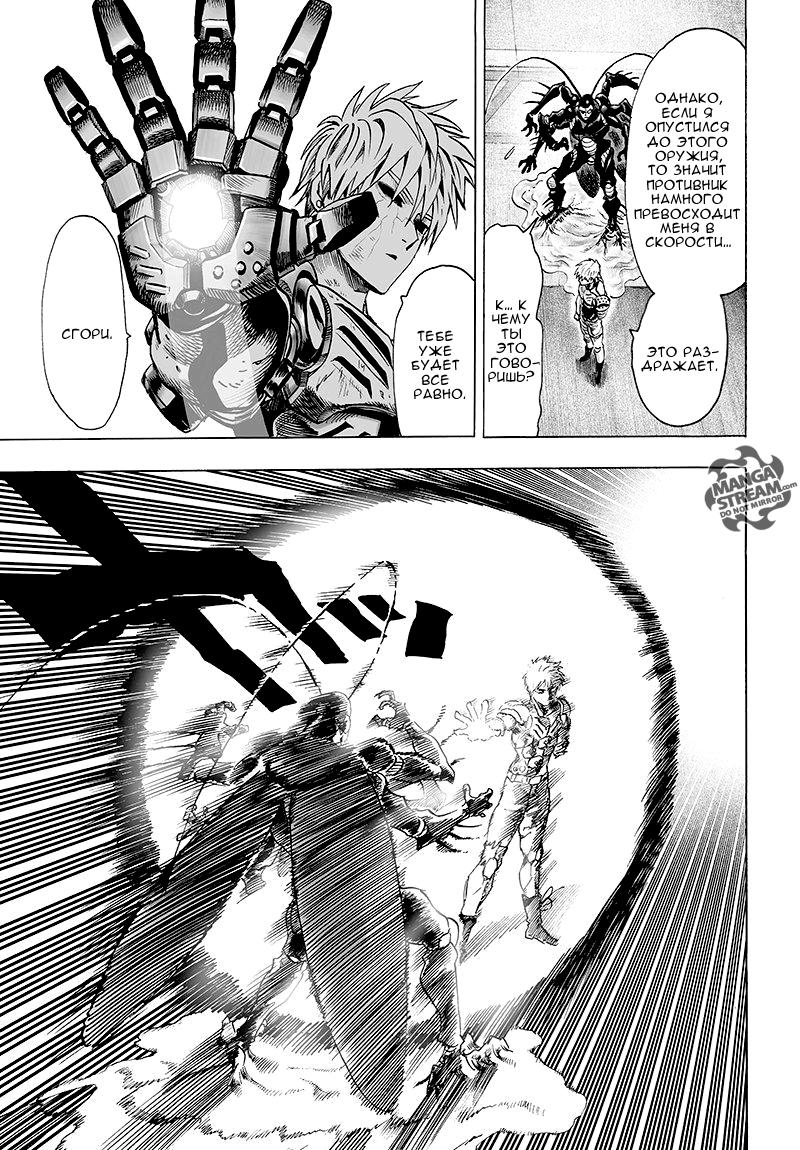 ОДНАКО,
ЕСЛИ Я
ОПУСТИЛСЯ
ДО ЭТОГО
ОРУЖИЯ,
ТО ЗНАЧИТ
ПРОТИВНИК
НАМНОГО
ПРЕВОСХОДИТ
МЕНЯ В
СКОРОСТИ...
ЭТО РАЗ-
ДРАЖАЕТ.
К... К
ЧЕМУ
ТЫ
ЭТО
ГОВО-
РИШЬ?
ТЕБЕ
УЖЕ
БУДЕТ
ВСЕ
РАВНО.
СГОРИ.
MANGA
STREAM.com
DO NOT MIRROR